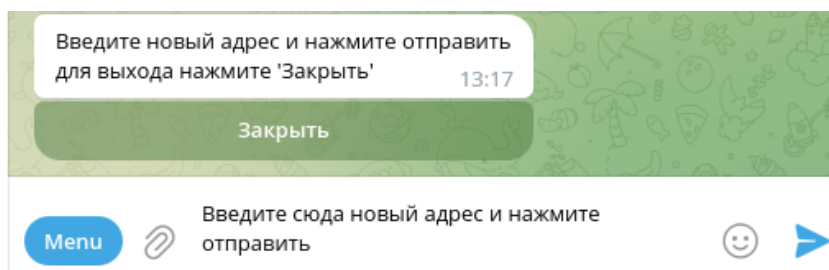 Введите новый адрес и нажмите отправить
для выхода нажмите 'Закрыть'
13:17
Закрыть
Введите сюда новый адрес и нажмите
отправить
Menu